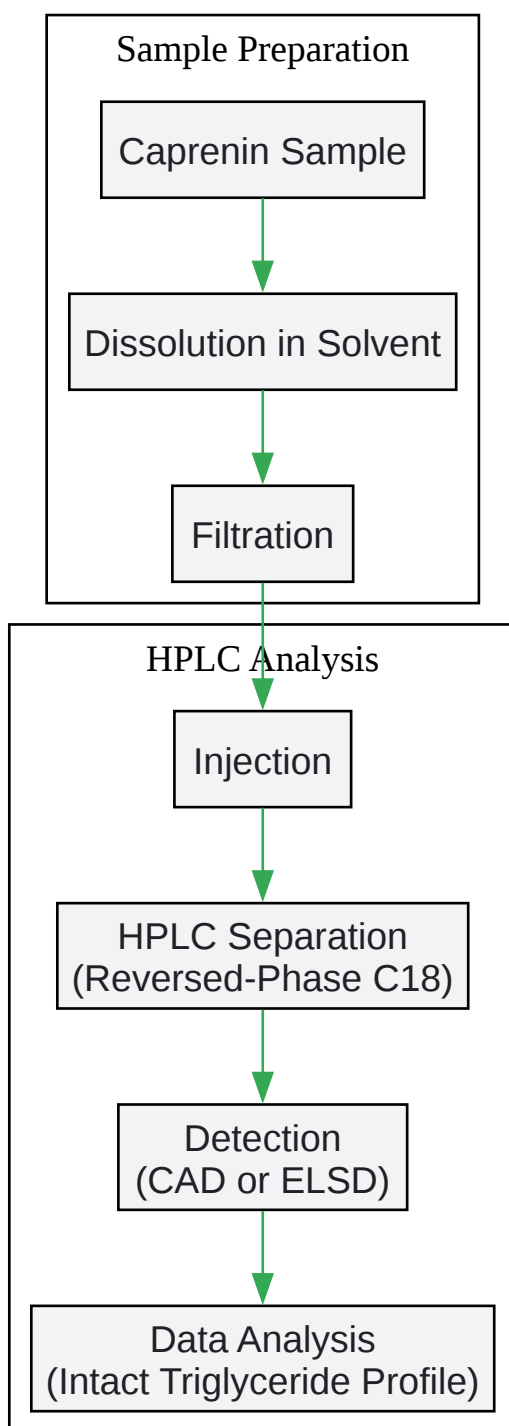 Sample Preparation
Caprenin Sample
Dissolution in Solvent
Filtration
HPLC Analysis
Injection
HPLC Separation
(Reversed-Phase C18)
Detection
(CAD or ELSD)
Data Analysis
(Intact Triglyceride Profile)